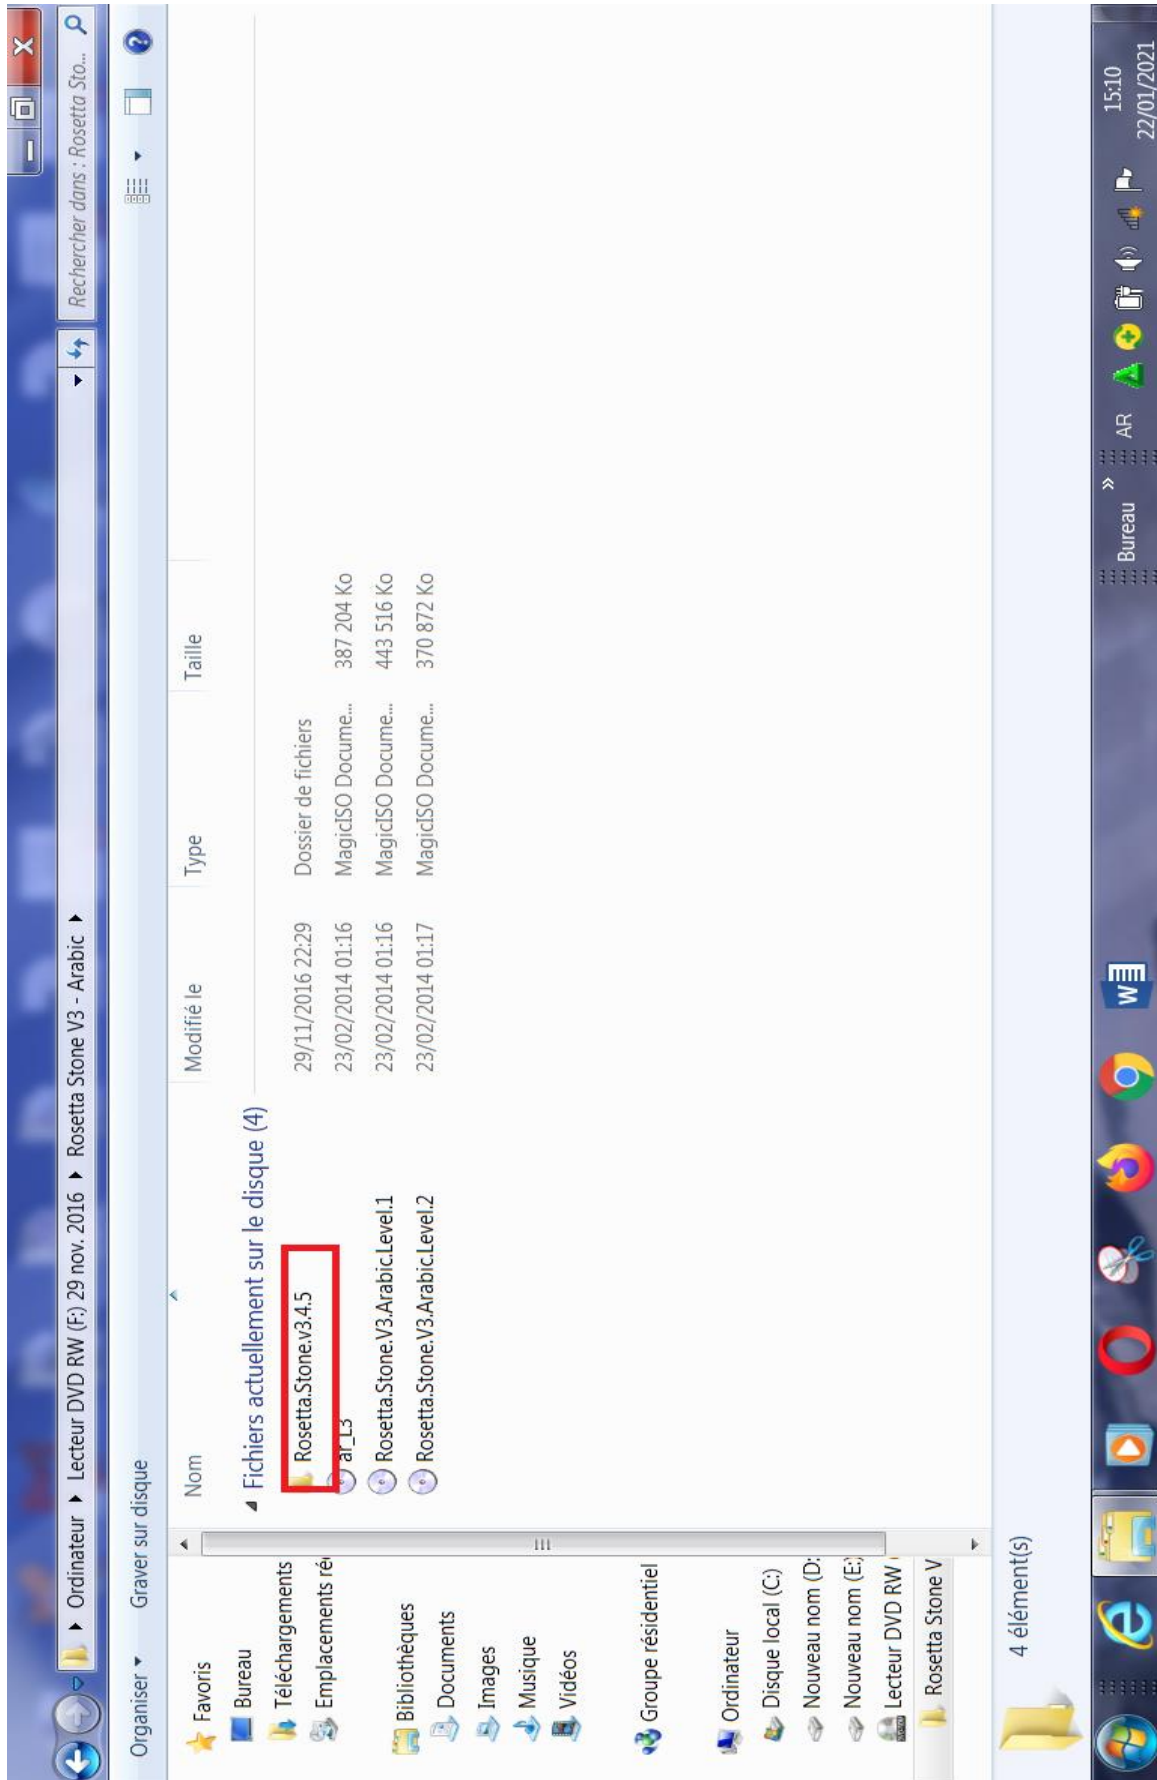 Ordinateur Lecteur DVD RW (F:) 29 nov. 2016 Rosetta Stone V3 - Arabic
Rechercher dans : Rosetta Sto...
Organiser Graver sur disque
Favoris
Bureau
Téléchargements
Emplacements ré
Bibliothèques
Documents
Images
Musique
Vidéos
Groupe résidentiel
Ordinateur
Disque local (C:)
Nouveau nom (D:
Nouveau nom (E:)
Lecteur DVD RW
Rosetta Stone V
Nom Modifié le Type Taille
Fichiers actuellement sur le disque (4)
Rosetta.Stone.v3.4.5 29/11/2016 22:29 Dossier de fichiers
ar_L3 23/02/2014 01:16 MagicISO Docume... 387 204 Ko
Rosetta.Stone.V3.Arabic.Level.1 23/02/2014 01:16 MagicISO Docume... 443 516 Ko
Rosetta.Stone.V3.Arabic.Level.2 23/02/2014 01:17 MagicISO Docume... 370 872 Ko
4 élément(s)
Bureau » AR 15:10
22/01/2021